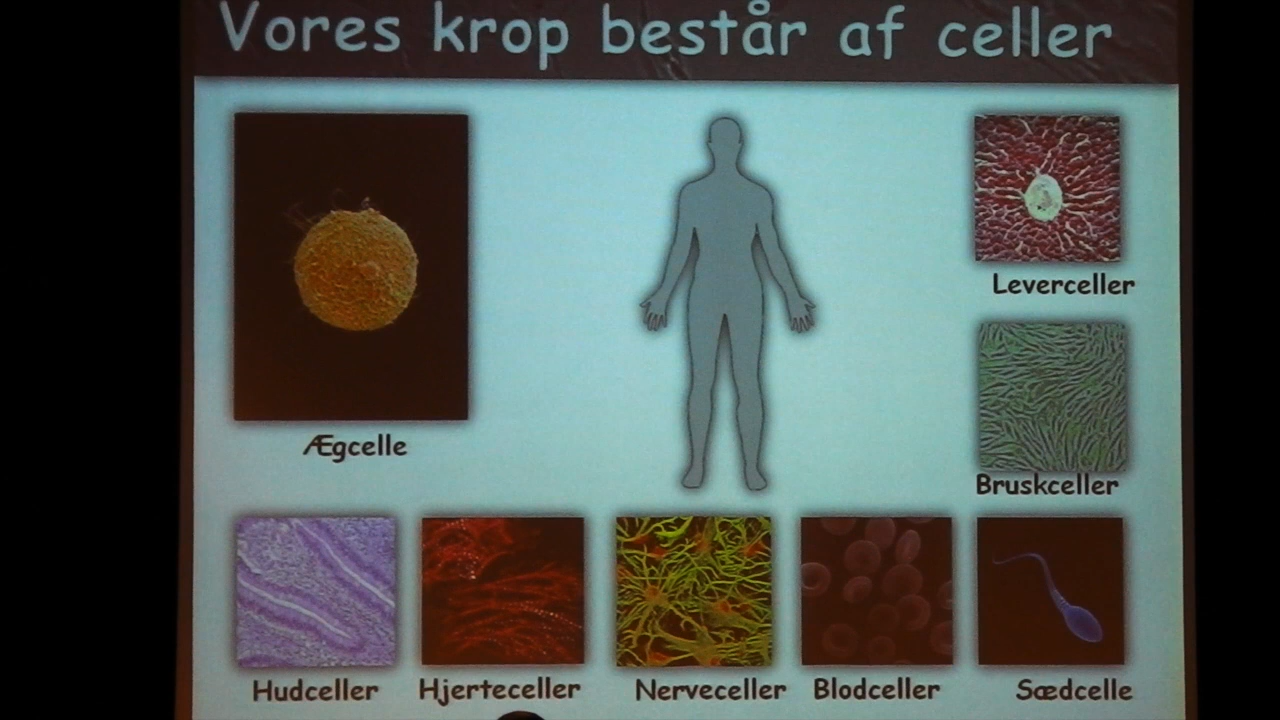 Vores krop består af celler
Ægcelle
Leverceller
Bruskceller
Hudceller
Hjerteceller
Nerveceller
Blodceller
Sædcelle